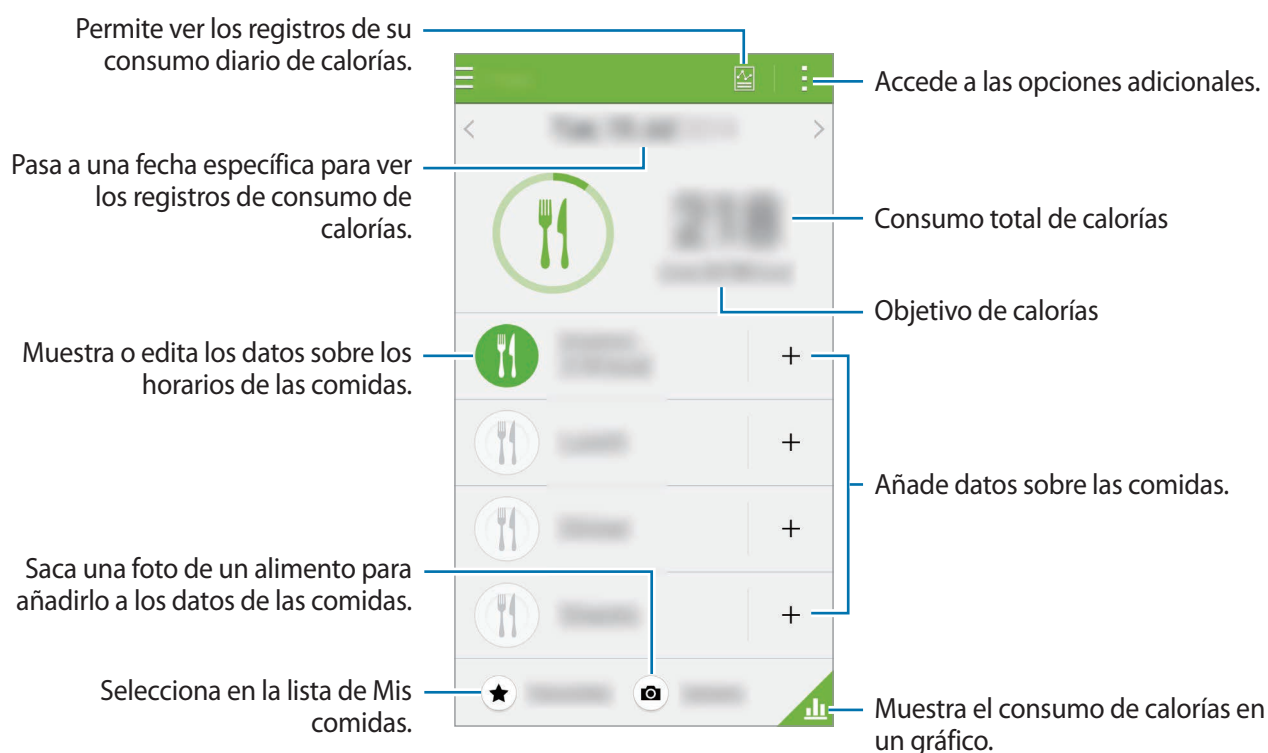 Permite ver los registros de su
consumo diario de calorías.
Accede a las opciones adicionales.
Pasa a una fecha específica para ver
los registros de consumo de
calorías.
Consumo total de calorías
Objetivo de calorías
Muestra o edita los datos sobre los
horarios de las comidas.
Añade datos sobre las comidas.
Saca una foto de un alimento para
añadirlo a los datos de las comidas.
Selecciona en la lista de Mis
comidas.
Muestra el consumo de calorías en
un gráfico.